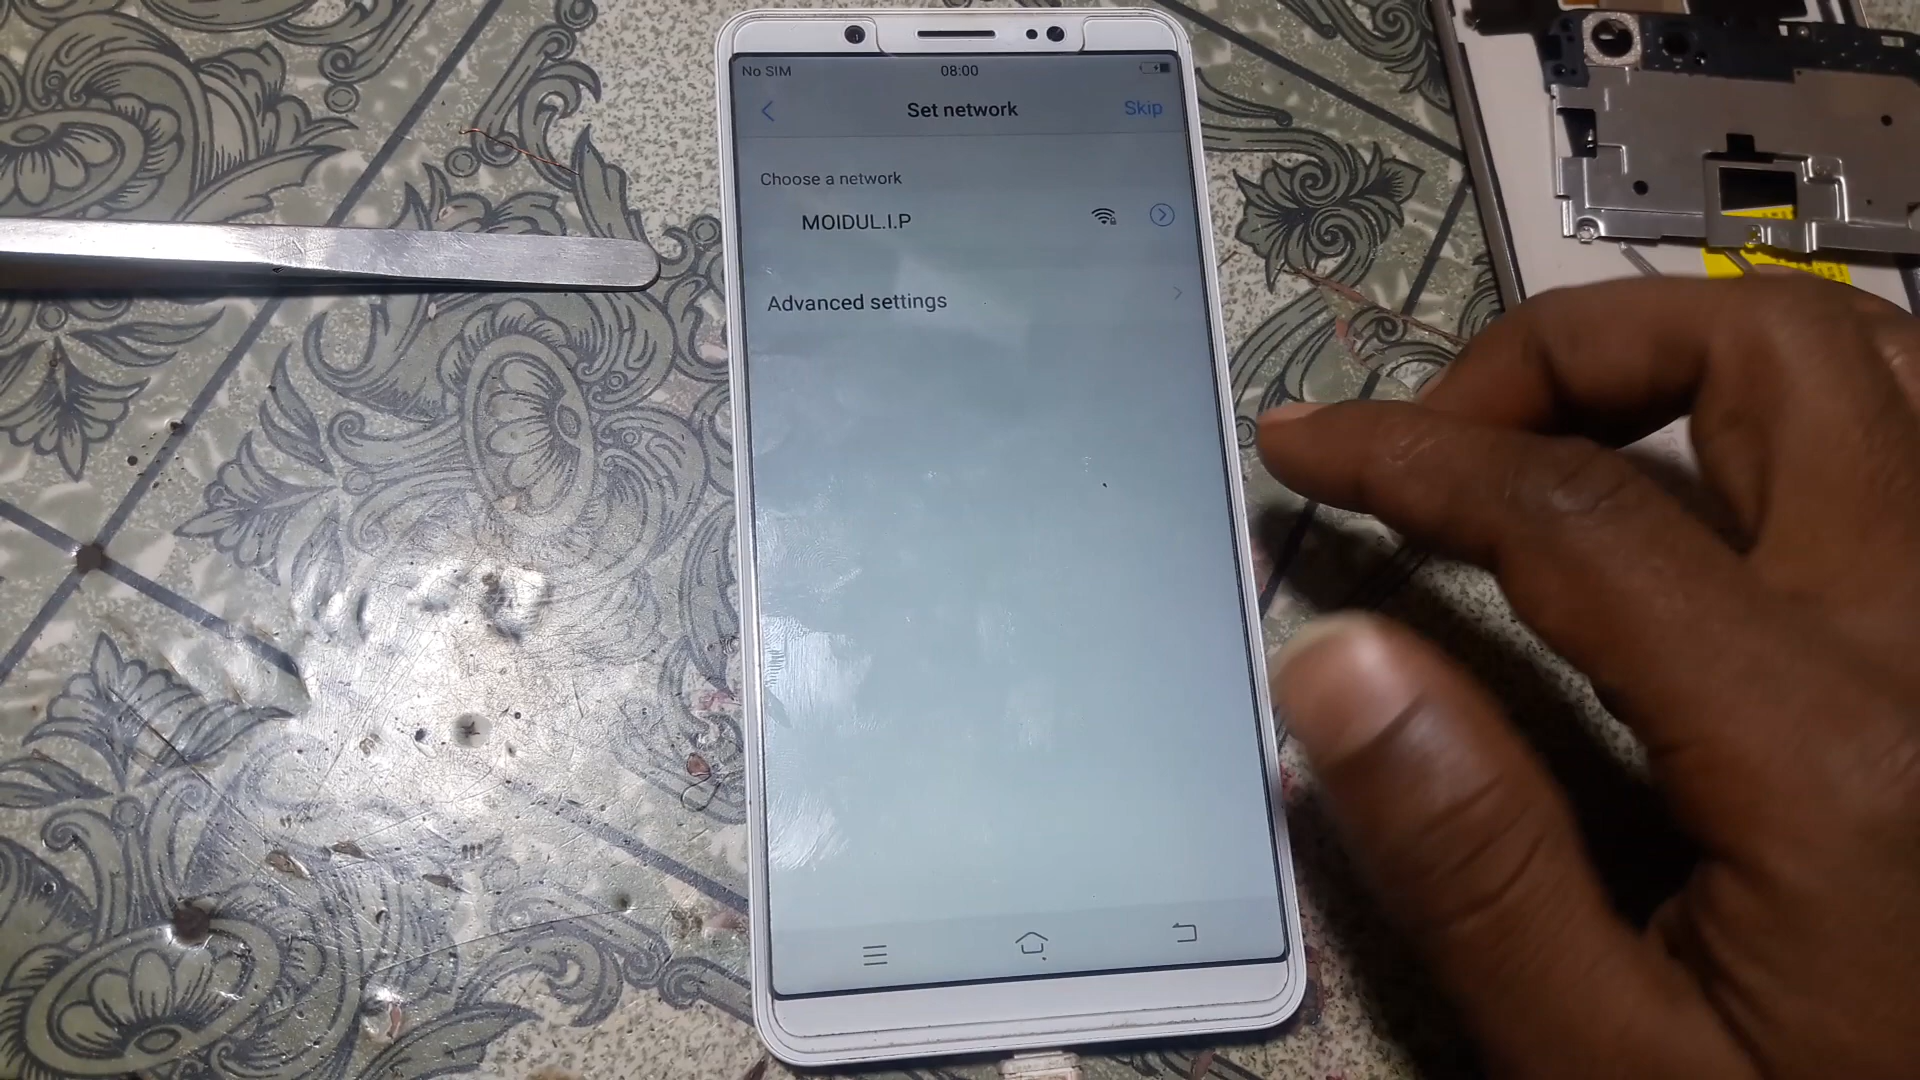 No SIM 08:00
Set network Skip
Choose a network
MOIDUL.I.P
Advanced settings